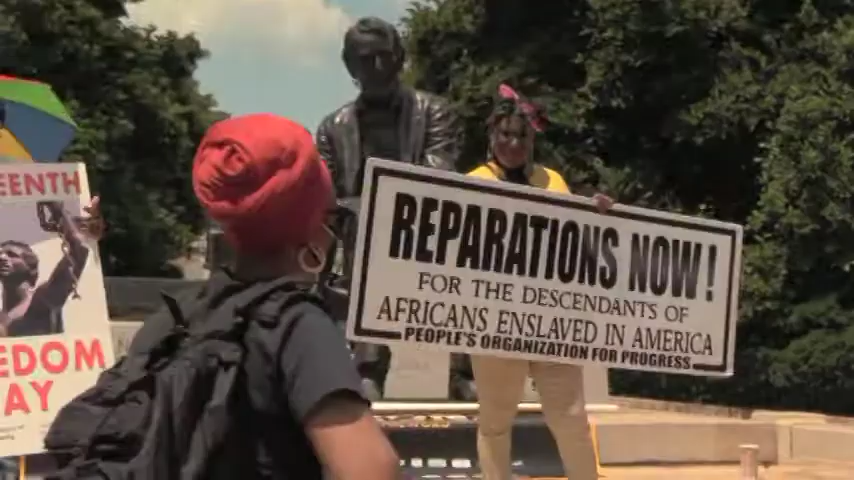 EENTH
EDOM
AY
REPARATIONS NOW!
FOR THE DESCENDANTS OF
AFRICANS ENSLAVED IN AMERICA
PEOPLE'S ORGANIZATION FOR PROGRESS